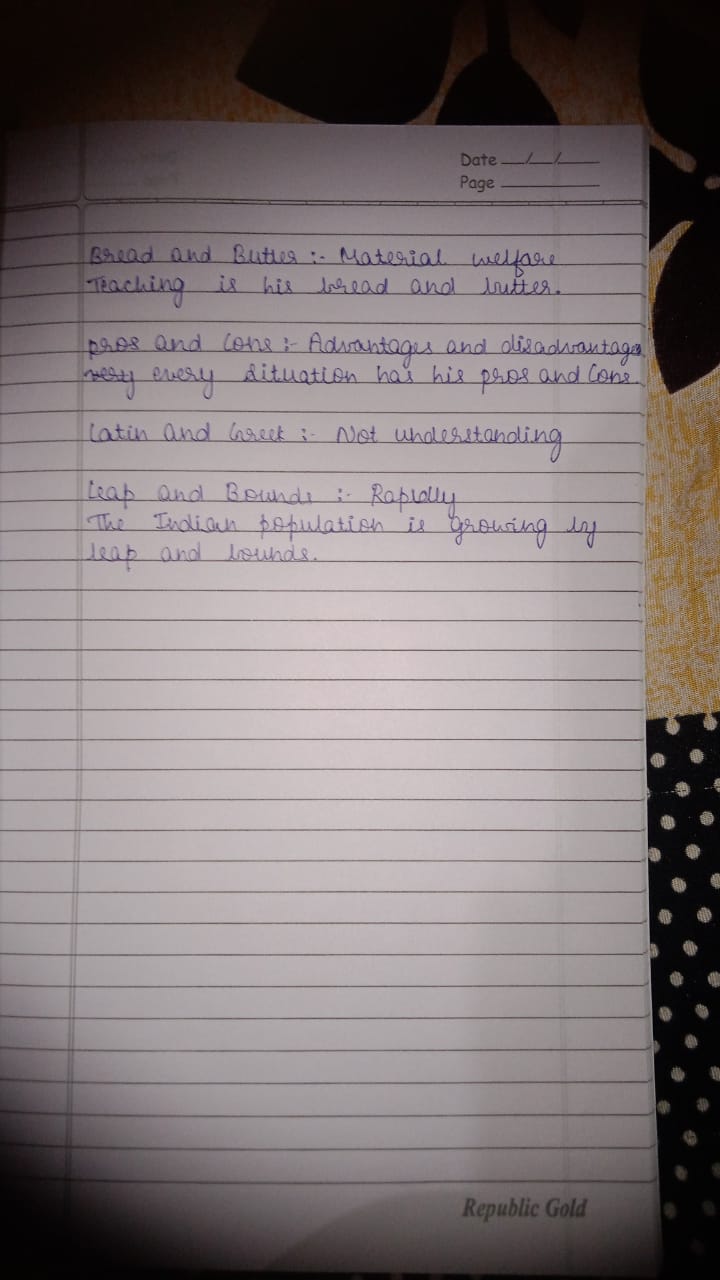 Date __/__/__
Page ______
Bread and Butter :- Material welfare
Teaching is his bread and butter.
pros and Cons :- Advantages and disadvantages
very every situation has his pros and Cons.
Latin and Greek :- Not understanding
Leap and Bounds :- Rapidly
The Indian population is growing by
leap and bounds.
Republic Gold